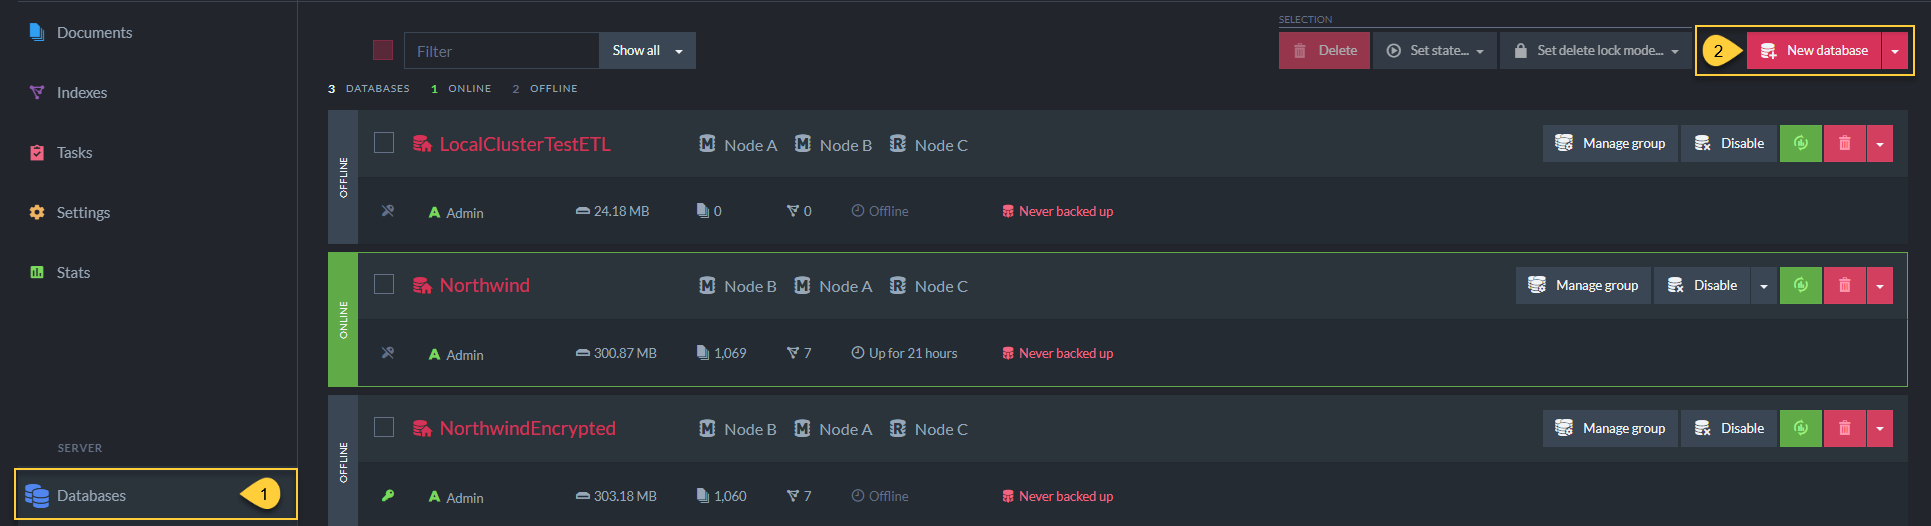 Documents
Indexes
Tasks
Settings
Stats
SERVER
Databases 1
SELECTION
Filter Show all Delete Set state... Set delete lock mode... 2 New database
3 DATABASES 1 ONLINE 2 OFFLINE
OFFLINE
LocalClusterTestETL M Node A M Node B R Node C Manage group Disable
A Admin 24.18 MB 0 0 Offline Never backed up
ONLINE
Northwind M Node B M Node A R Node C Manage group Disable
A Admin 300.87 MB 1,069 7 Up for 21 hours Never backed up
OFFLINE
NorthwindEncrypted M Node B M Node A R Node C Manage group Disable
A Admin 303.18 MB 1,060 7 Offline Never backed up